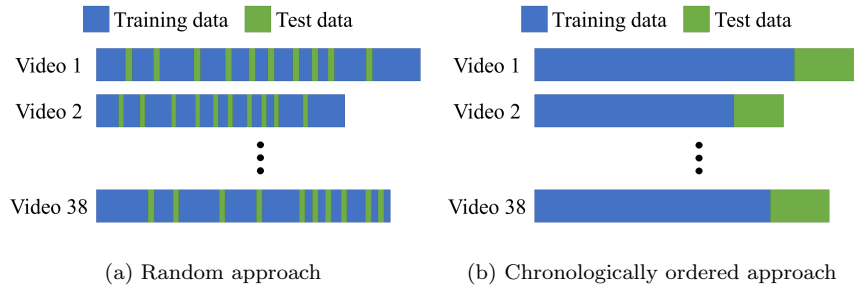 Training data Test data
Video 1
Video 2
Video 38
(a) Random approach
Training data Test data
Video 1
Video 2
Video 38
(b) Chronologically ordered approach